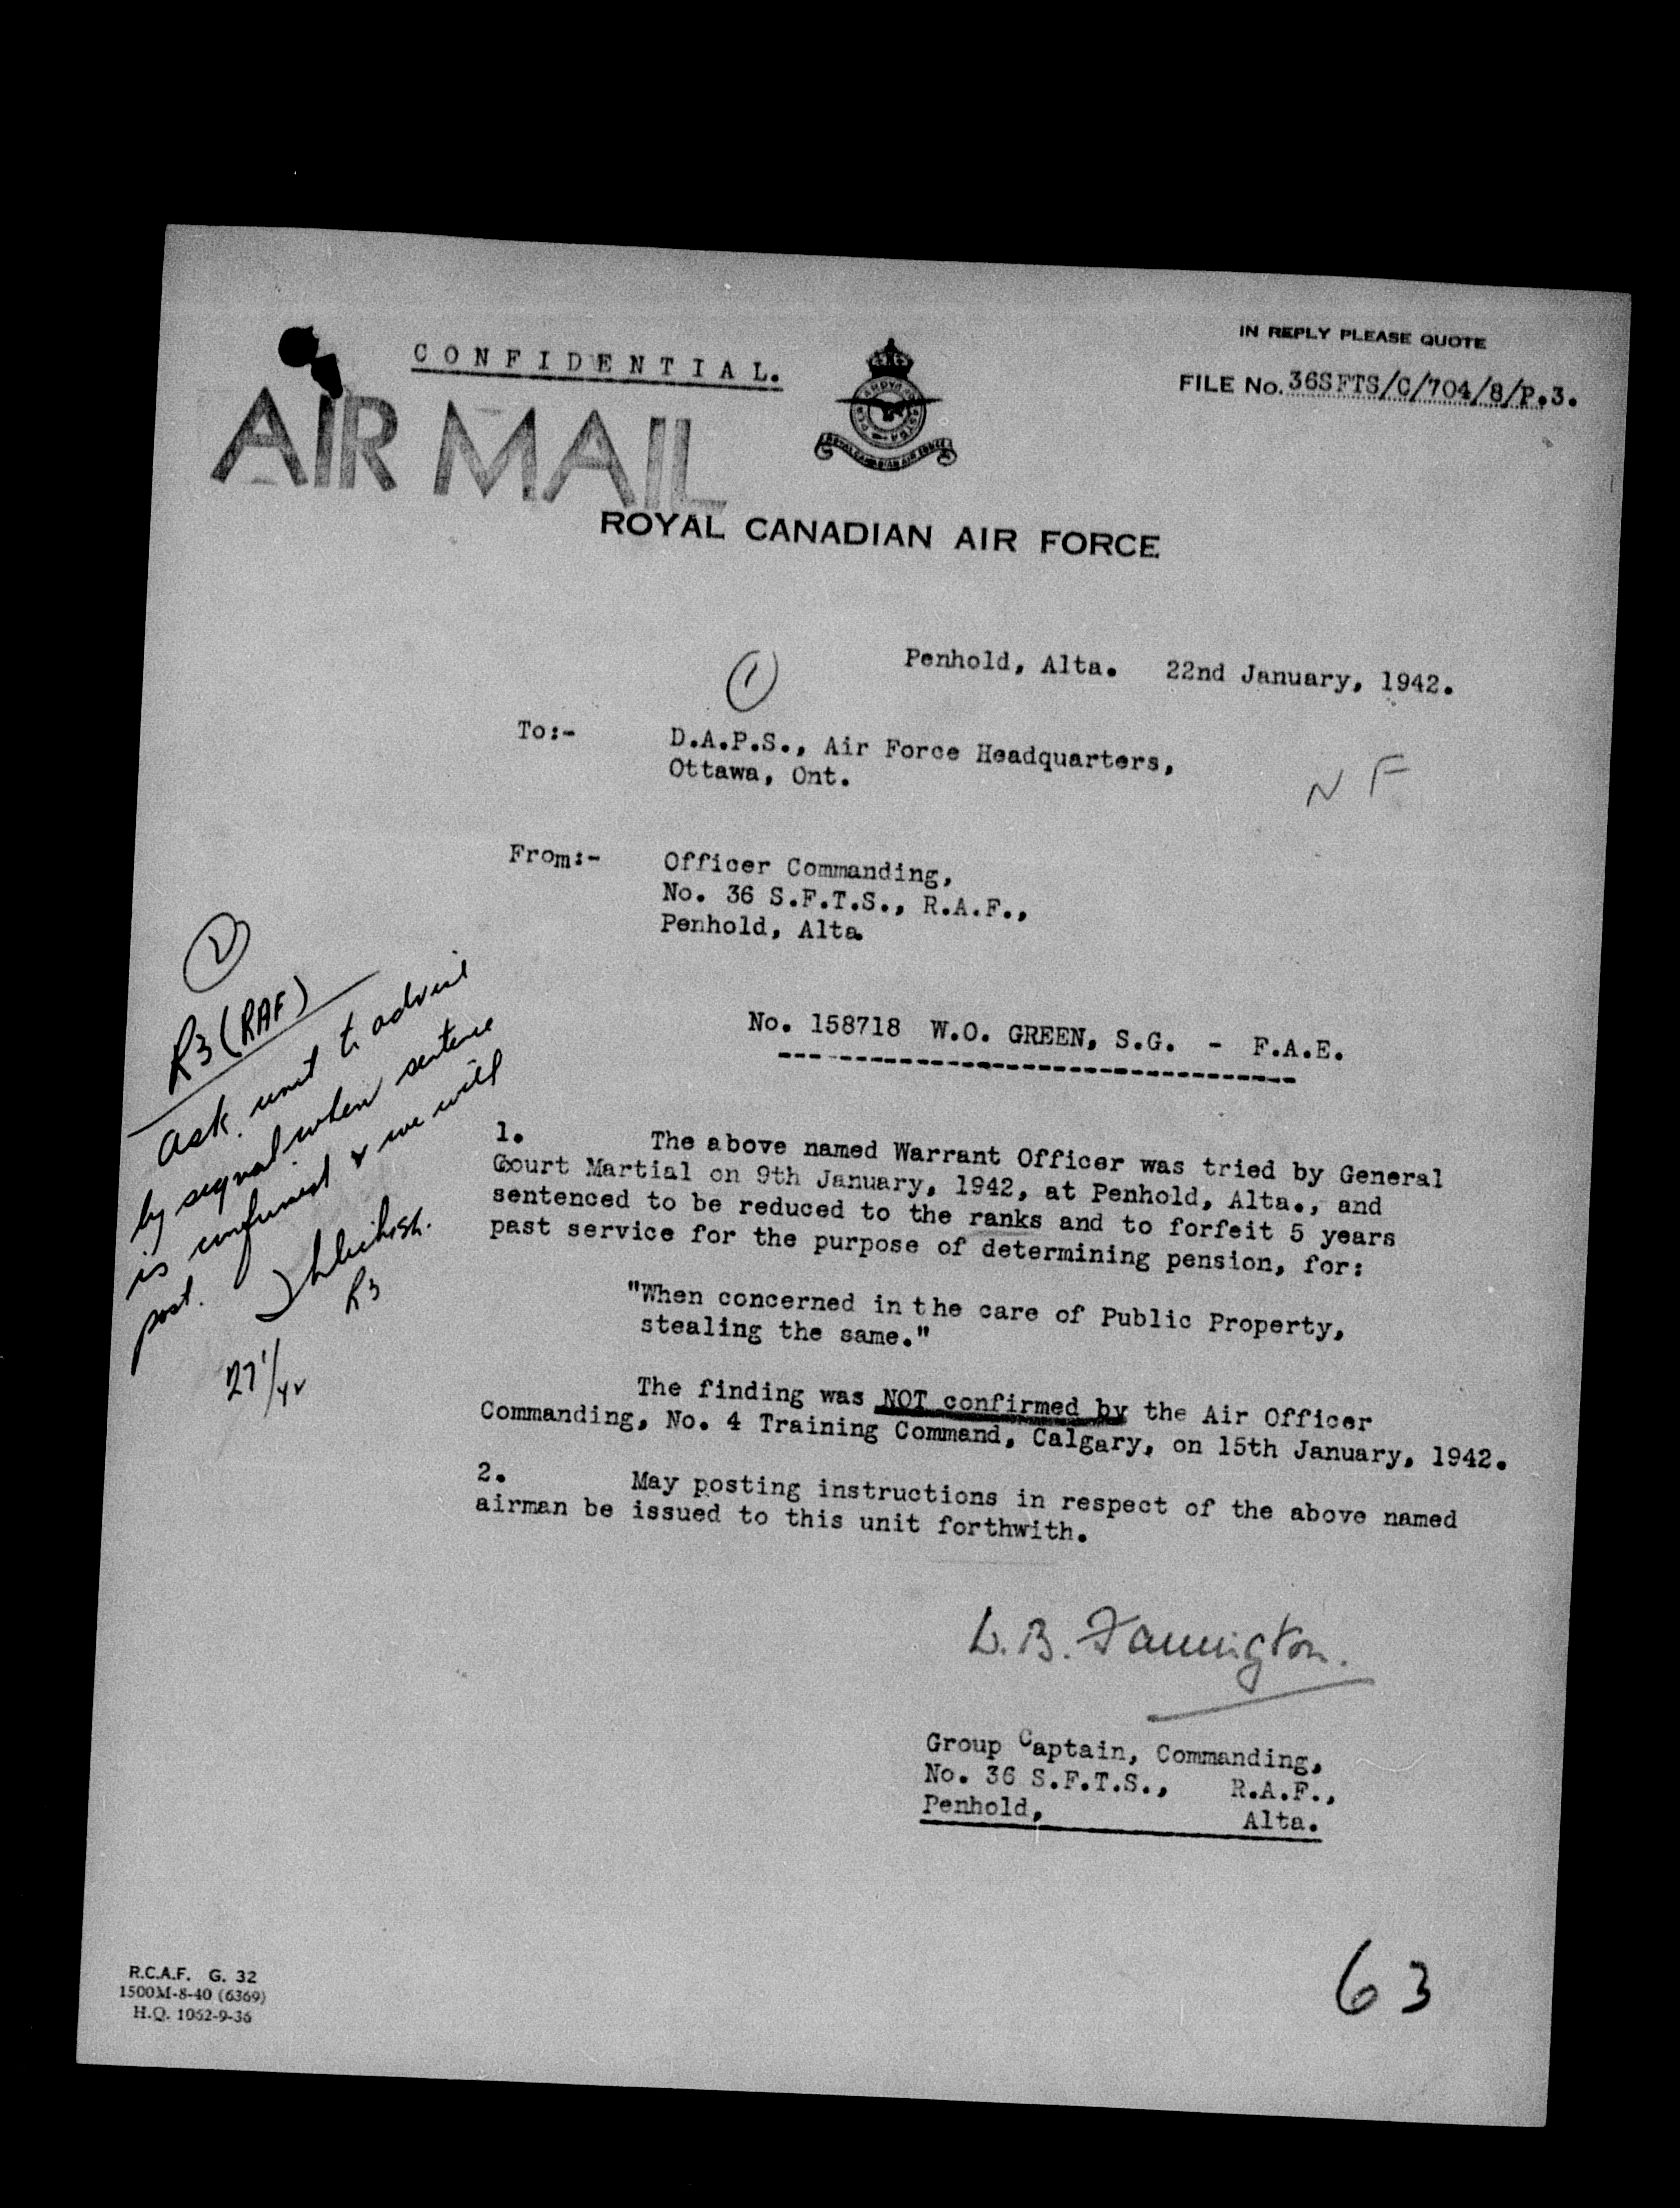 CONFIDENTIAL.
AIR MAIL
IN REPLY PLEASE QUOTE
FILE No. 36SFTS/C/704/8/P.3.
ROYAL CANADIAN AIR FORCE
ROYAL CANADIAN AIR FORCE
Penhold, Alta. 22nd January, 1942.
1
To:- D.A.P.S., Air Force Headquarters,
Ottawa, Ont.
N F
From:- Officer Commanding,
No. 36 S.F.T.S., R.A.F.,
Penhold, Alta.
2
R3 (RAF)
Ask unit to advise
by signal when sentence
is confirmed & we will
post.
R3
27/1/42
No. 158718 W.O. GREEN, S.G. - F.A.E.
1. The above named Warrant Officer was tried by General
Court Martial on 9th January, 1942, at Penhold, Alta., and
sentenced to be reduced to the ranks and to forfeit 5 years
past service for the purpose of determining pension, for:
"When concerned in the care of Public Property,
stealing the same."
The finding was NOT confirmed by the Air Officer
Commanding, No. 4 Training Command, Calgary, on 15th January, 1942.
2. May posting instructions in respect of the above named
airman be issued to this unit forthwith.
Group Captain, Commanding,
No. 36 S.F.T.S., R.A.F.,
Penhold, Alta.
R.C.A.F. G. 32
1500M-8-40 (6369)
H.Q. 1062-9-36
63